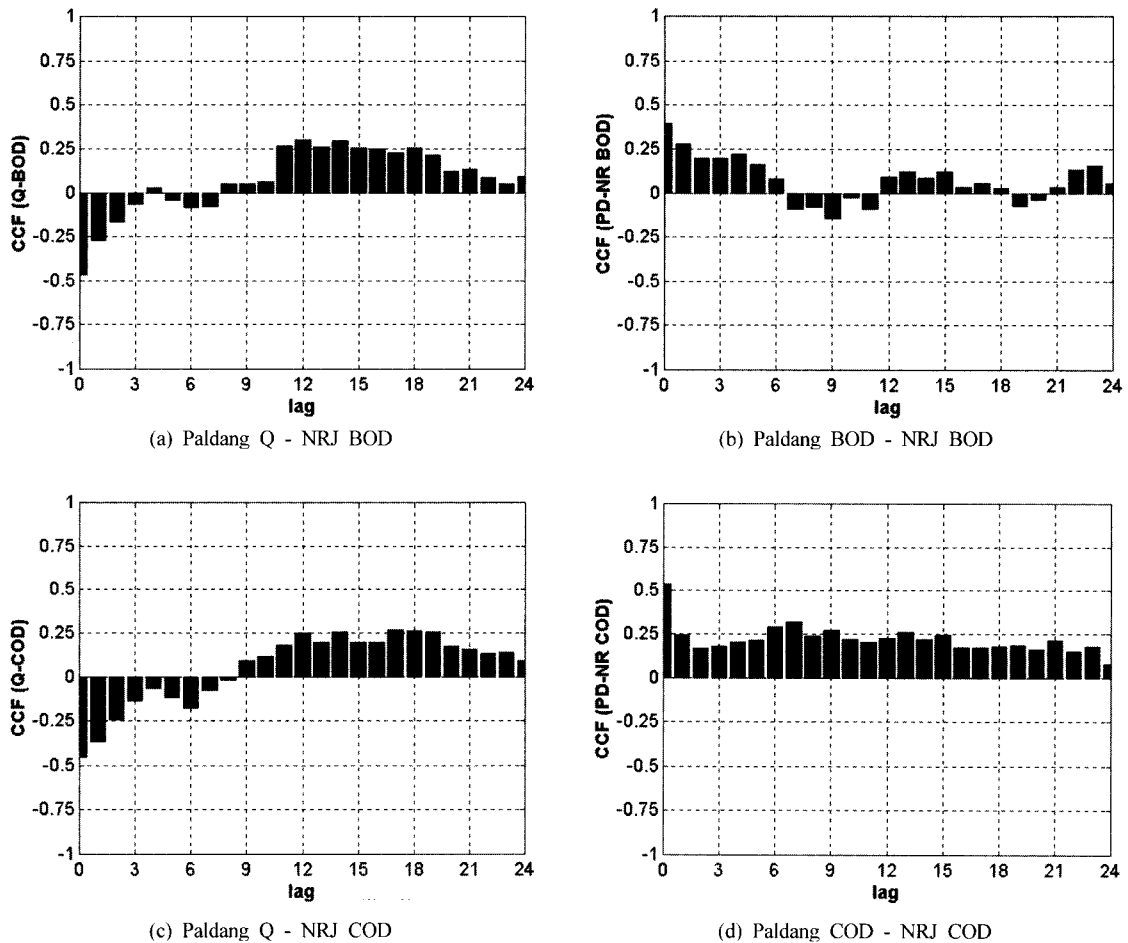 1
0.75
0.5
0.25
0
-0.25
-0.5
-0.75
-1
CCF (Q-BOD)
0 3 6 9 12 15 18 21 24
lag
(a) Paldang Q - NRJ BOD
1
0.75
0.5
0.25
0
-0.25
-0.5
-0.75
-1
CCF (PD-NR BOD)
0 3 6 9 12 15 18 21 24
lag
(b) Paldang BOD - NRJ BOD
1
0.75
0.5
0.25
0
-0.25
-0.5
-0.75
-1
CCF (Q-COD)
0 3 6 9 12 15 18 21 24
lag
(c) Paldang Q - NRJ COD
1
0.75
0.5
0.25
0
-0.25
-0.5
-0.75
-1
CCF (PD-NR COD)
0 3 6 9 12 15 18 21 24
lag
(d) Paldang COD - NRJ COD